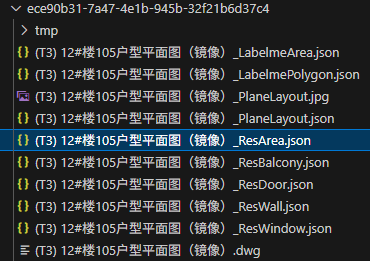 ece90b31-7a47-4e1b-945b-32f21b6d37c4
tmp
(T3) 12#楼105户型平面图（镜像）_LabelmeArea.json
(T3) 12#楼105户型平面图（镜像）_LabelmePolygon.json
(T3) 12#楼105户型平面图（镜像）_PlaneLayout.jpg
(T3) 12#楼105户型平面图（镜像）_PlaneLayout.json
(T3) 12#楼105户型平面图（镜像）_ResArea.json
(T3) 12#楼105户型平面图（镜像）_ResBalcony.json
(T3) 12#楼105户型平面图（镜像）_ResDoor.json
(T3) 12#楼105户型平面图（镜像）_ResWall.json
(T3) 12#楼105户型平面图（镜像）_ResWindow.json
(T3) 12#楼105户型平面图（镜像）.dwg